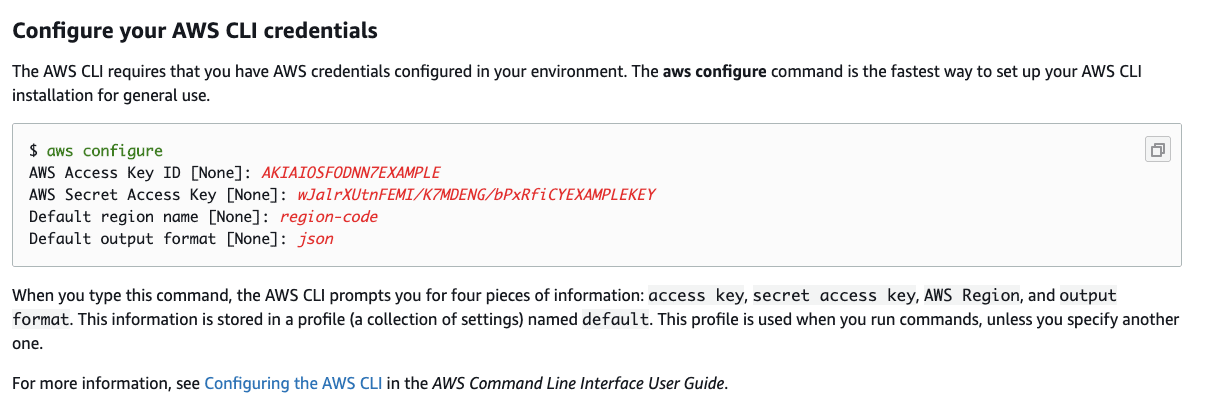 Configure your AWS CLI credentials
The AWS CLI requires that you have AWS credentials configured in your environment. The aws configure command is the fastest way to set up your AWS CLI
installation for general use.
$ aws configure
AWS Access Key ID [None]: AKIAIOSFODNN7EXAMPLE
AWS Secret Access Key [None]: wJalrXUtnFEMI/K7MDENG/bPxRfiCYEXAMPLEKEY
Default region name [None]: region-code
Default output format [None]: json
When you type this command, the AWS CLI prompts you for four pieces of information: access key, secret access key, AWS Region, and output
format. This information is stored in a profile (a collection of settings) named default. This profile is used when you run commands, unless you specify another
one.
For more information, see Configuring the AWS CLI in the AWS Command Line Interface User Guide.